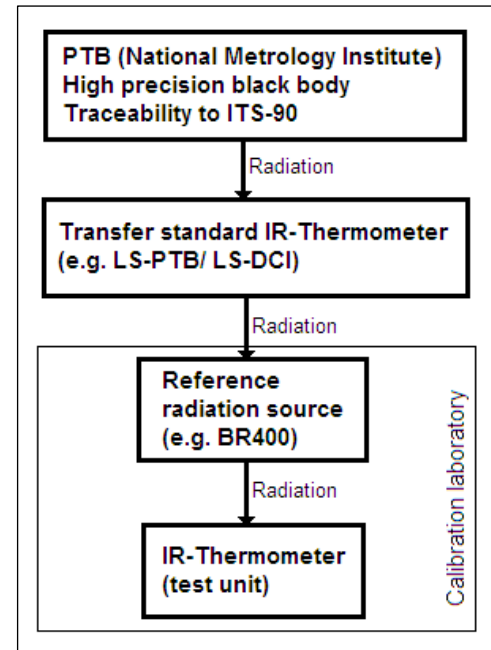 PTB (National Metrology Institute)
High precision black body
Traceability to ITS-90
Radiation
Transfer standard IR-Thermometer
(e.g. LS-PTB/ LS-DCI)
Radiation
Reference
radiation source
(e.g. BR400)
Radiation
IR-Thermometer
(test unit)
Calibration laboratory